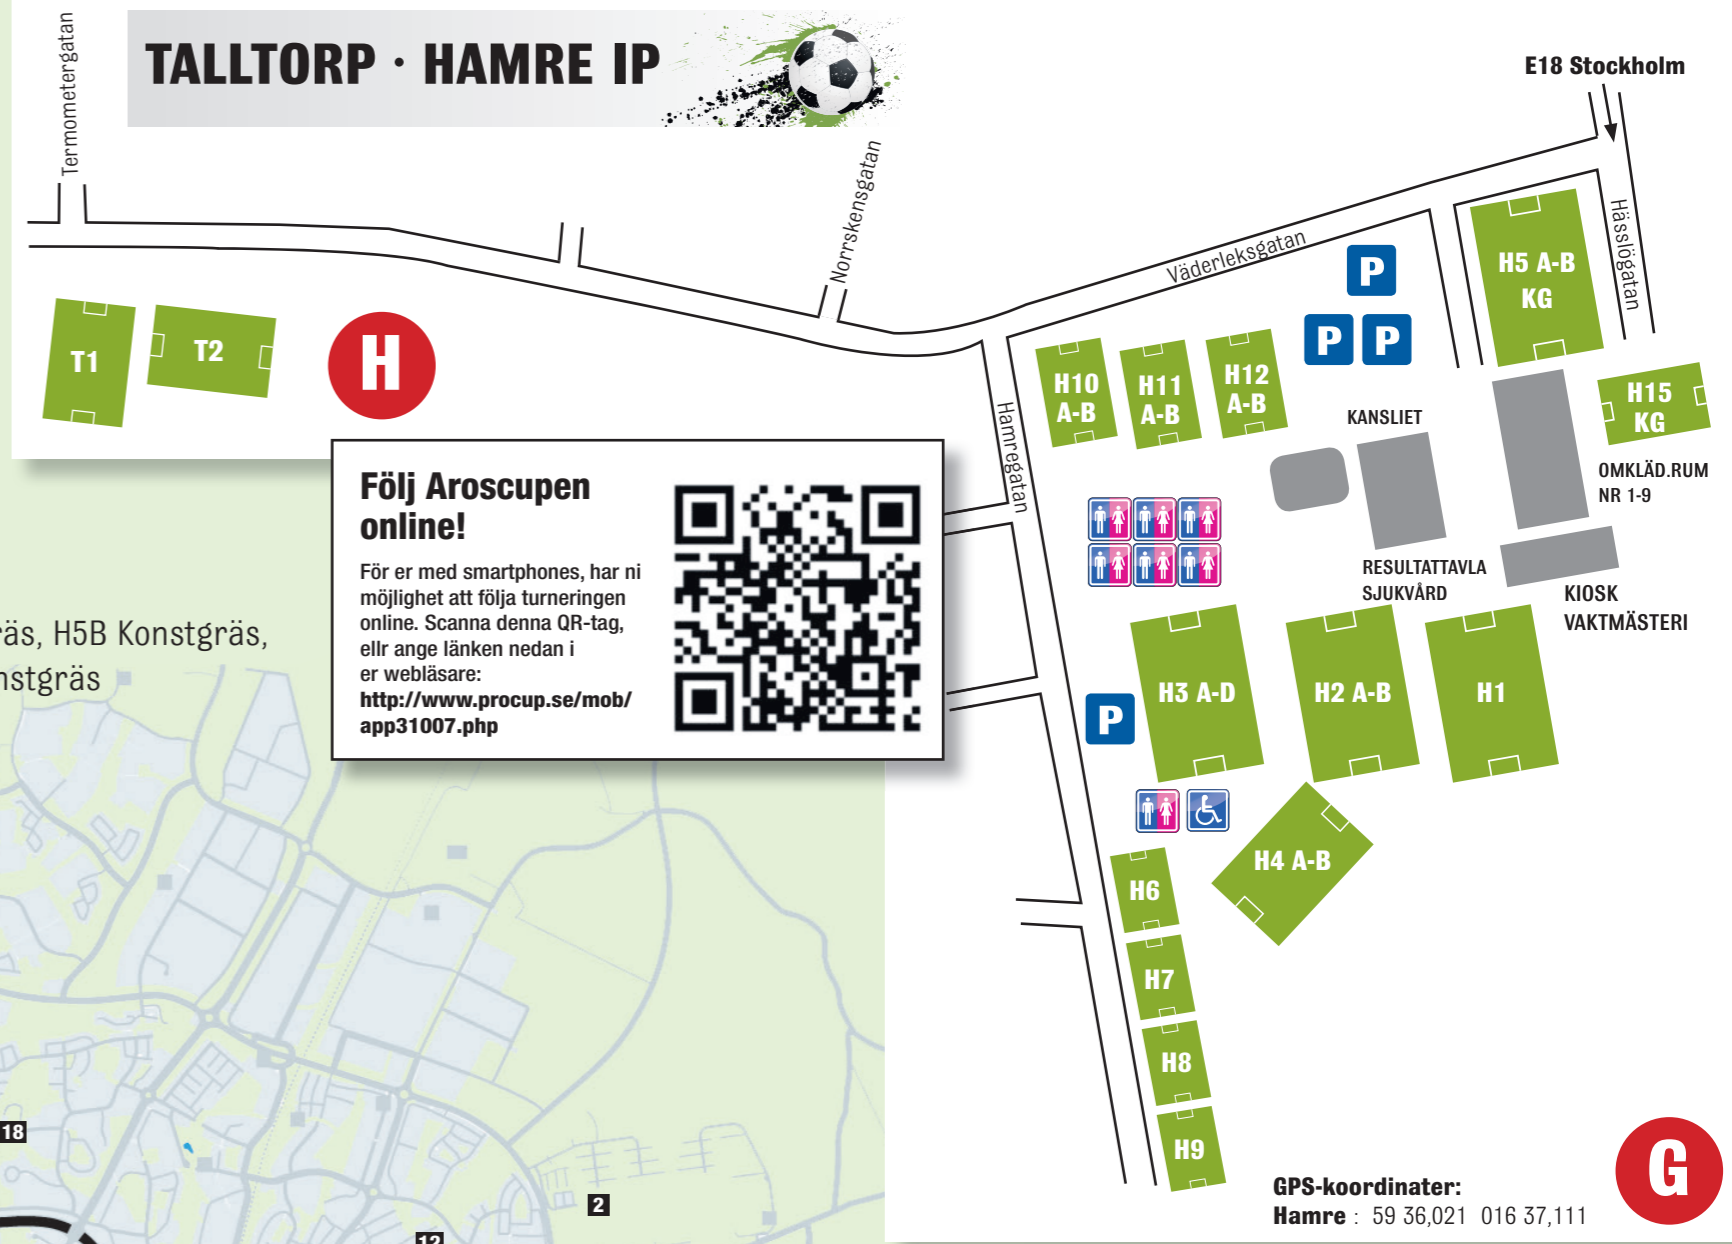 TALLTORP · HAMRE IP
E18 Stockholm
Termometergatan
Norrskensgatan
Väderleksgatan
Hässlögatan
Hamregatan
T1
T2
H
P
P P
H5 A-B
KG
H10
A-B
H11
A-B
H12
A-B
H15
KG
KANSLIET
OMKLÄD.RUM
NR 1-9
RESULTATTAVLA
SJUKVÅRD
KIOSK
VAKTMÄSTERI
Följ Aroscupen
online!
För er med smartphones, har ni
möjlighet att följa turneringen
online. Scanna denna QR-tag,
ellr ange länken nedan i
er webläsare:
http://www.procup.se/mob/
app31007.php
H5B Konstgräs,
H3 A-D
H2 A-B
H1
P
H4 A-B
H6
H7
H8
H9
18
2
12
GPS-koordinater:
Hamre : 59 36,021 016 37,111
G